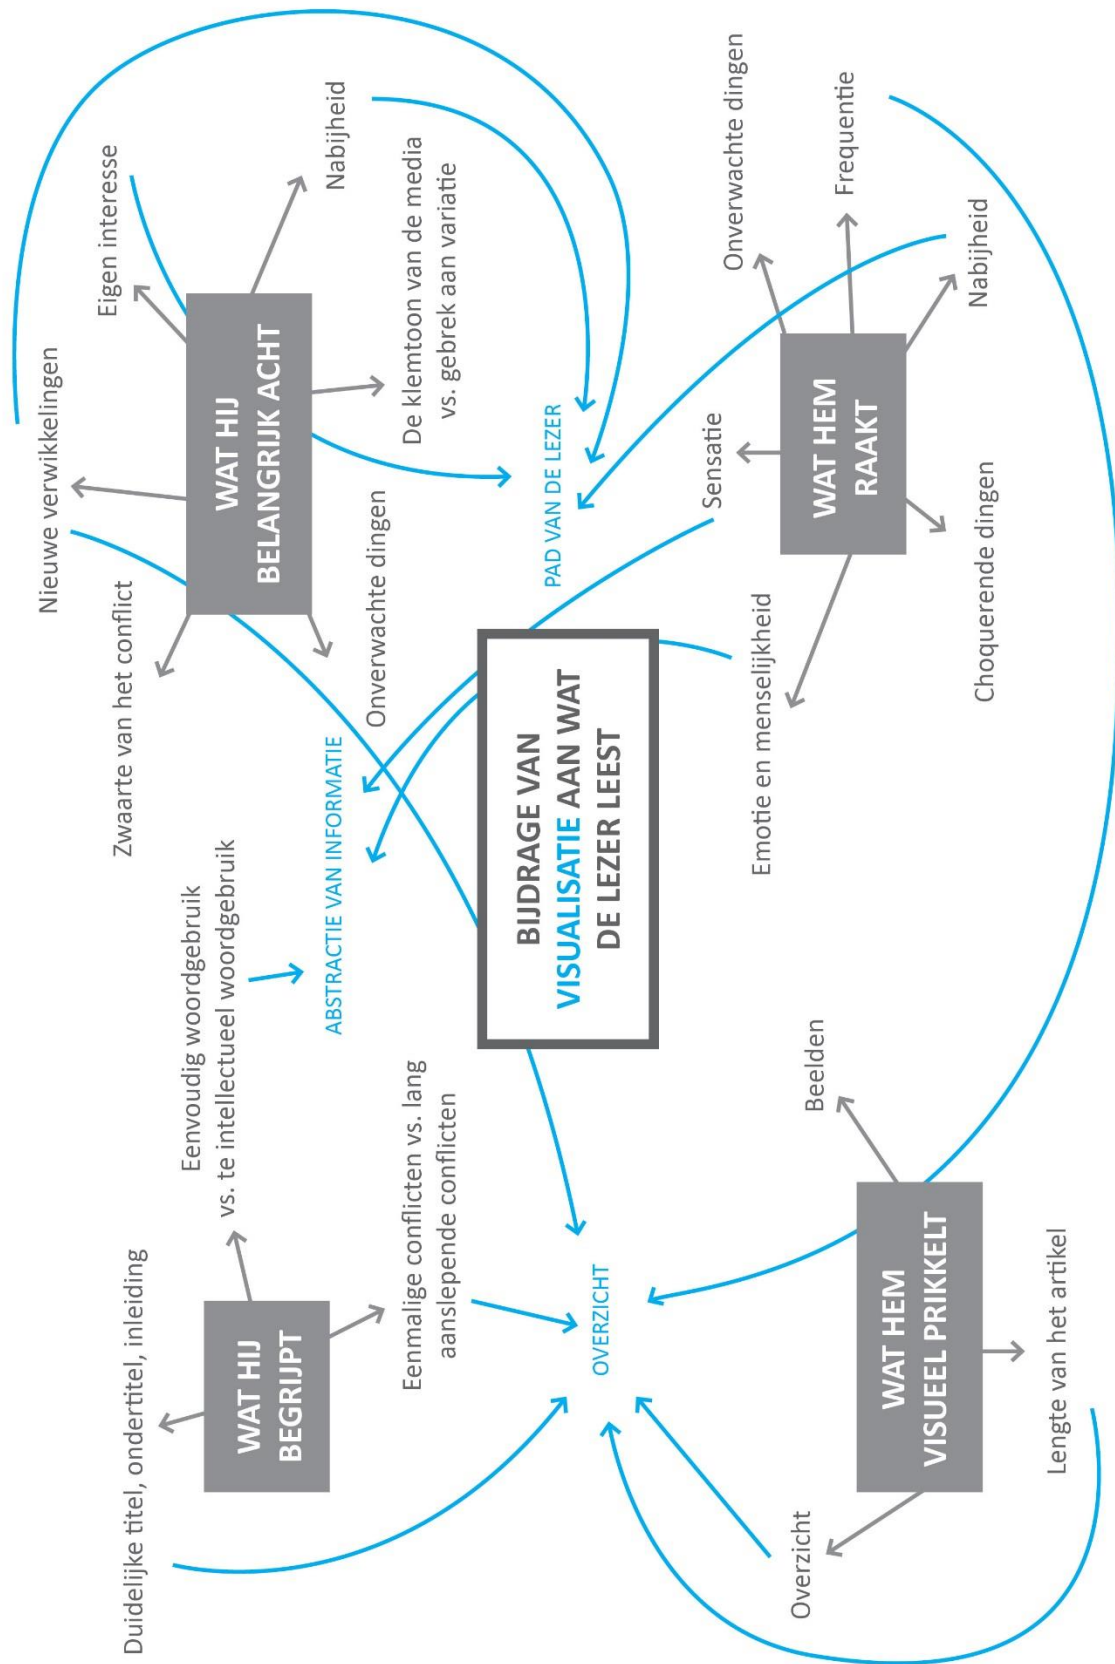 Duidelijke titel, ondertitel, inleiding
WAT HIJ
BEGRIJPT
Eenvoudig woordgebruik
vs. te intellectueel woordgebruik
Eenmalige conflicten vs. lang
aanslepende conflicten
Nieuwe verwikkelingen
Eigen interesse
Zwaarte van het conflict
WAT HIJ
BELANGRIJK ACHT
Nabijheid
Onverwachte dingen
De klemtoon van de media
vs. gebrek aan variatie
ABSTRACTIE VAN INFORMATIE
PAD VAN DE LEZER
OVERZICHT
BIJDRAGE VAN
VISUALISATIE AAN WAT
DE LEZER LEEST
Overzicht
Beelden
WAT HEM
VISUEEL PRIKKELT
Lengte van het artikel
Emotie en menselijkheid
Sensatie
Onverwachte dingen
WAT HEM
RAAKT
Frequentie
Choquerende dingen
Nabijheid